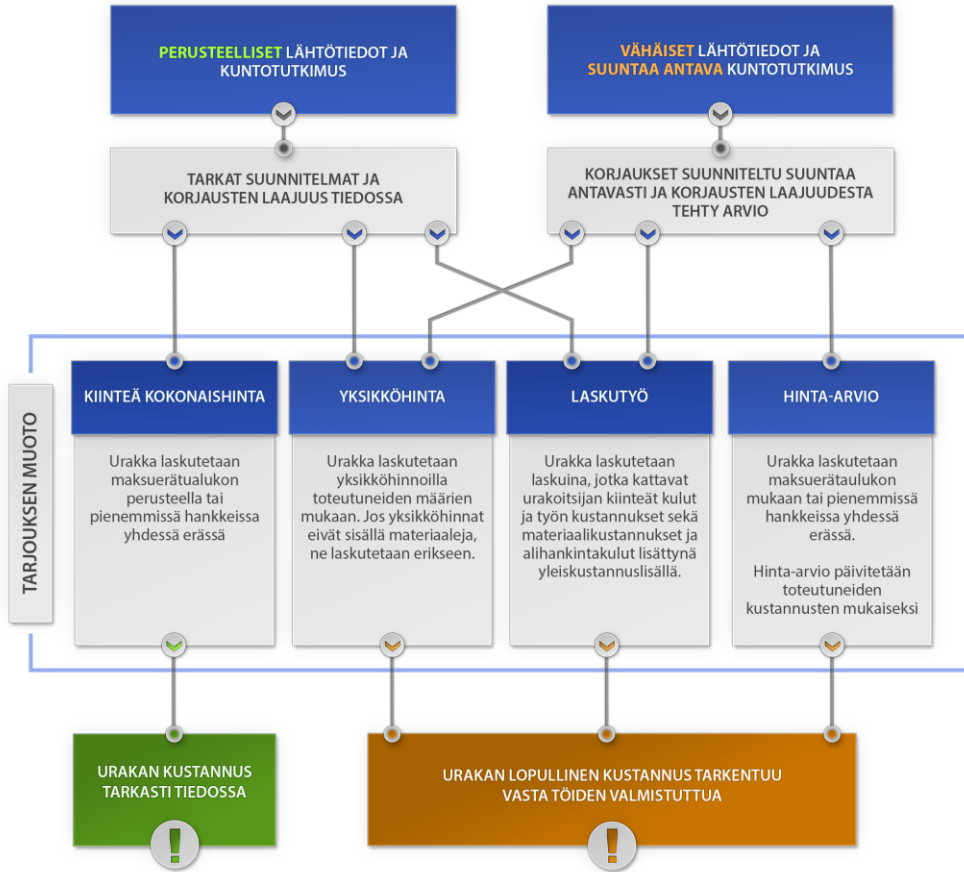 PERUSTEELLISET LÄHTÖTIEDOT JA
KUNTOTUTKIMUS
VÄHÄISET LÄHTÖTIEDOT JA
SUUNTAA ANTAVA KUNTOTUTKIMUS
TARKAT SUUNNITELMAT JA
KORJAUSTEN LAAJUUS TIEDOSSA
KORJAUKSET SUUNNITELTU SUUNTAA
ANTAVASTI JA KORJAUSTEN LAAJUUDESTA
TEHTY ARVIO
TARJOUKSEN MUOTO
KIINTEÄ KOKONAISHINTA
Urakka laskutetaan
maksuerätualukon
perusteella tai
pienemmissä hankkeissa
yhdessä erässä
YKSIKKÖHINTA
Urakka laskutetaan
yksikköhinnoilla
toteutuneiden määrien
mukaan. Jos yksikköhinnat
eivät sisällä materiaaleja,
ne laskutetaan erikseen.
LASKUTYÖ
Urakka laskutetaan
laskuina, jotka kattavat
urakoitsijan kiinteät kulut
ja työn kustannukset sekä
materiaalikustannukset ja
alihankintakulut lisättynä
yleiskustannuslisällä.
HINTA-ARVIO
Urakka laskutetaan
maksuerätaulukon
mukaan tai pienemmissä
hankkeissa yhdessä
erässä.
Hinta-arvio päivitetään
toteutuneiden
kustannusten mukaiseksi
URAKAN KUSTANNUS
TARKASTI TIEDOSSA
!
URAKAN LOPULLINEN KUSTANNUS TARKENTUU
VASTA TÖIDEN VALMISTUTTUA
!